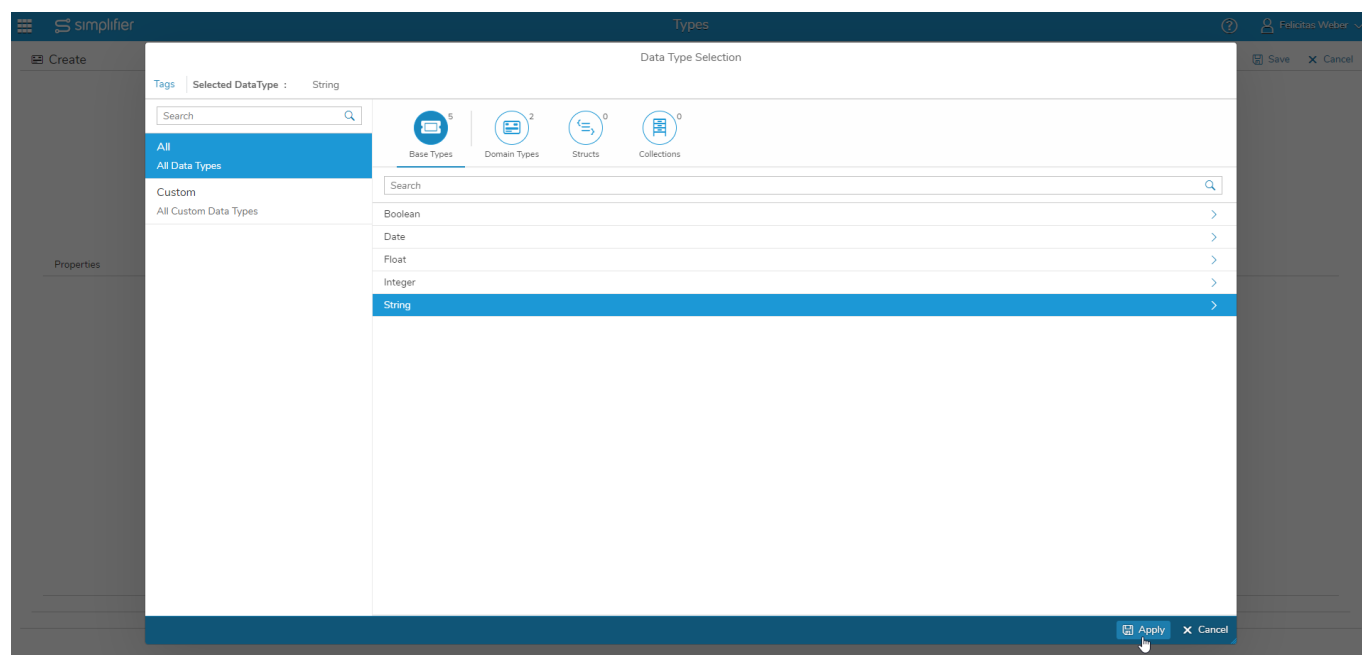 simplifier Types Felicitas Weber
Create Save Cancel
Data Type Selection
Tags Selected DataType : String
Search
All
All Data Types
Custom
All Custom Data Types
5 2 0 0
Base Types Domain Types Structs Collections
Search
Boolean
Date
Float
Integer
String
Properties
Apply Cancel